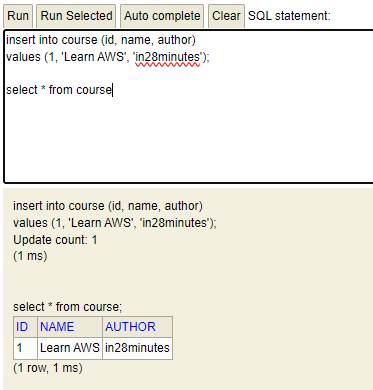 Run Run Selected Auto complete Clear SQL statement:
insert into course (id, name, author)
values (1, 'Learn AWS', 'in28minutes');
select * from course
insert into course (id, name, author)
values (1, 'Learn AWS', 'in28minutes');
Update count: 1
(1 ms)
select * from course;
ID NAME AUTHOR
1 Learn AWS in28minutes
(1 row, 1 ms)